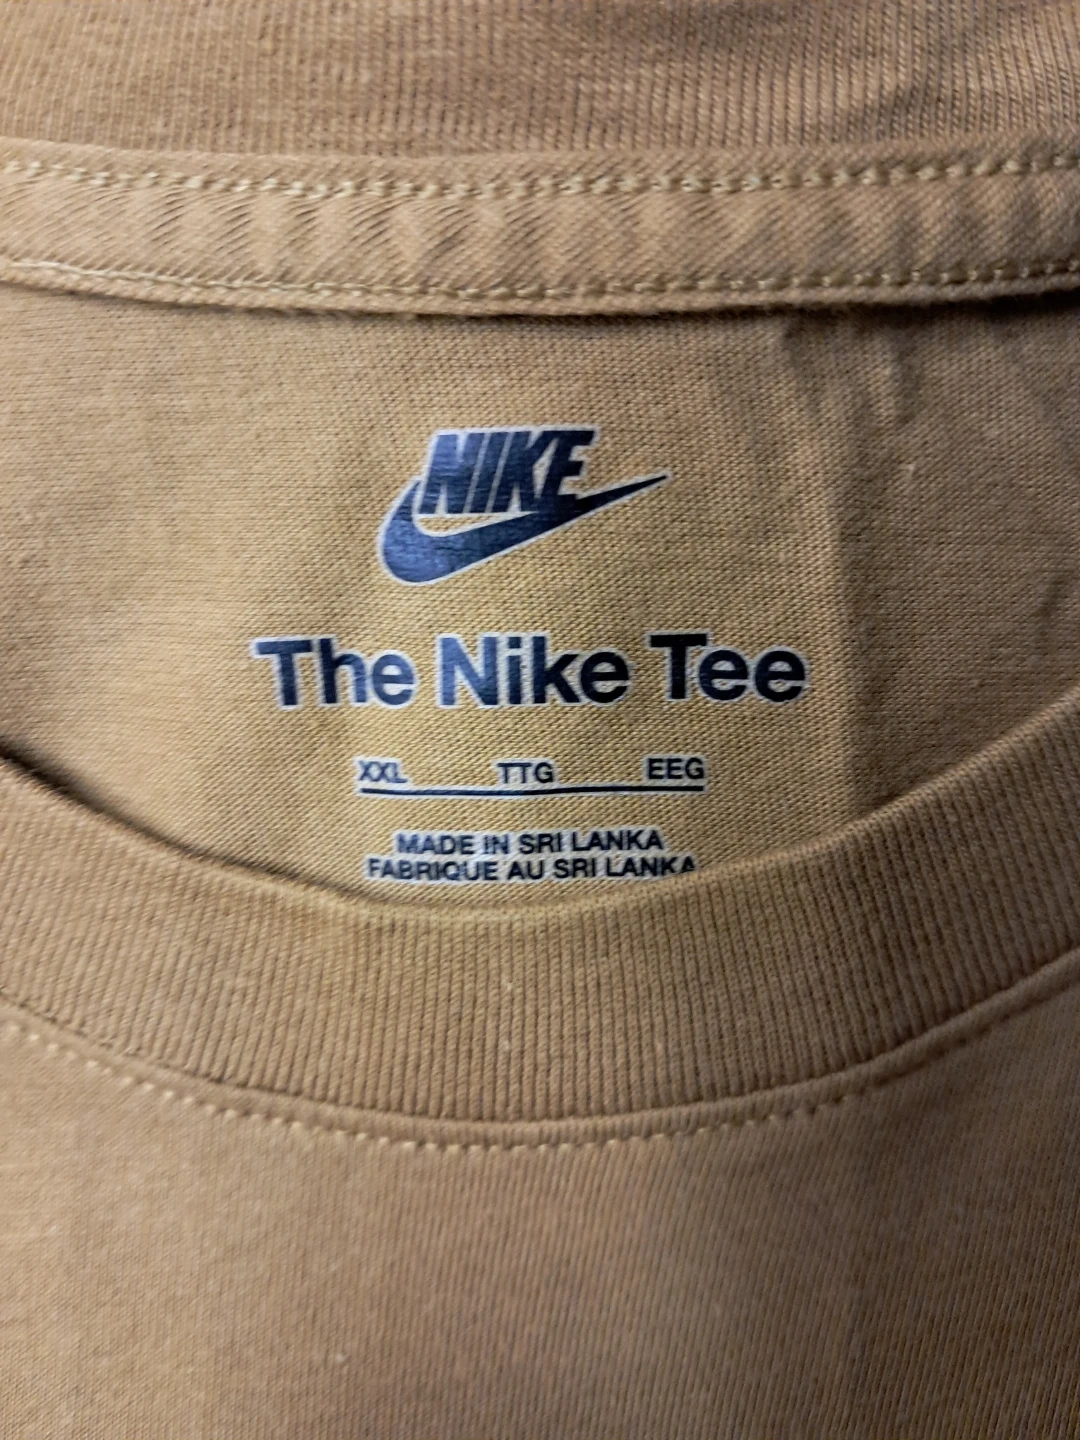 NIKE
The Nike Tee
XXL TTG EEG
MADE IN SRI LANKA
FABRIQUE AU SRI LANKA